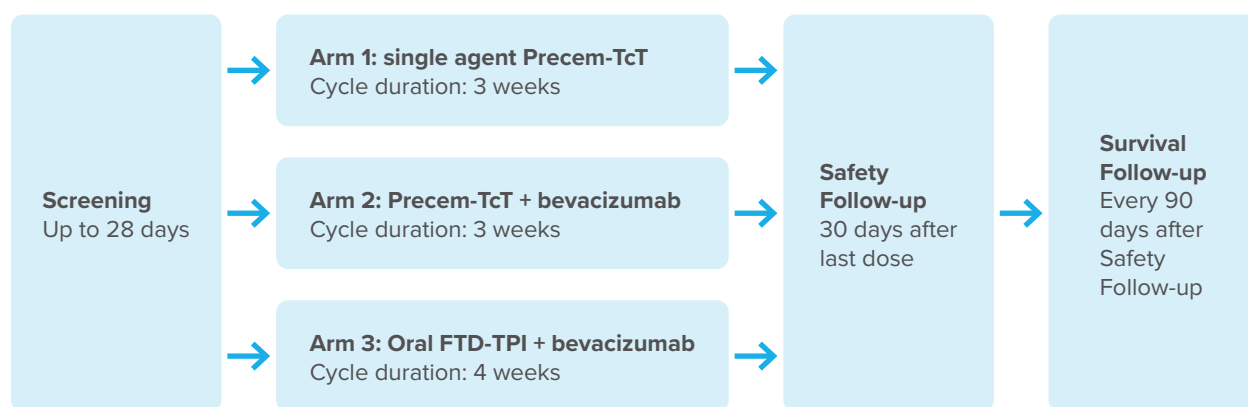 Screening
Up to 28 days
Arm 1: single agent Precem-TcT
Cycle duration: 3 weeks
Arm 2: Precem-TcT + bevacizumab
Cycle duration: 3 weeks
Arm 3: Oral FTD-TPI + bevacizumab
Cycle duration: 4 weeks
Safety
Follow-up
30 days after
last dose
Survival
Follow-up
Every 90
days after
Safety
Follow-up